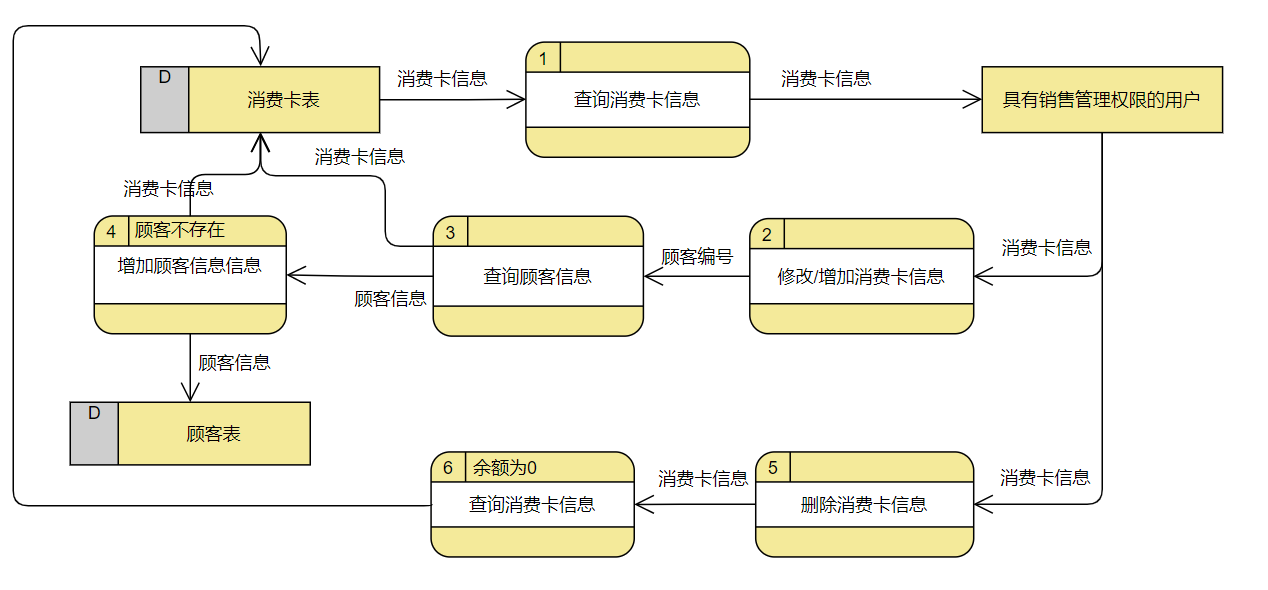 D
消费卡表
消费卡信息
1
查询消费卡信息
消费卡信息
具有销售管理权限的用户
消费卡信息
消费卡信息
4
顾客不存在
增加顾客信息信息
顾客信息
3
查询顾客信息
顾客编号
2
修改/增加消费卡信息
消费卡信息
顾客信息
D
顾客表
6
余额为0
查询消费卡信息
消费卡信息
5
删除消费卡信息
消费卡信息